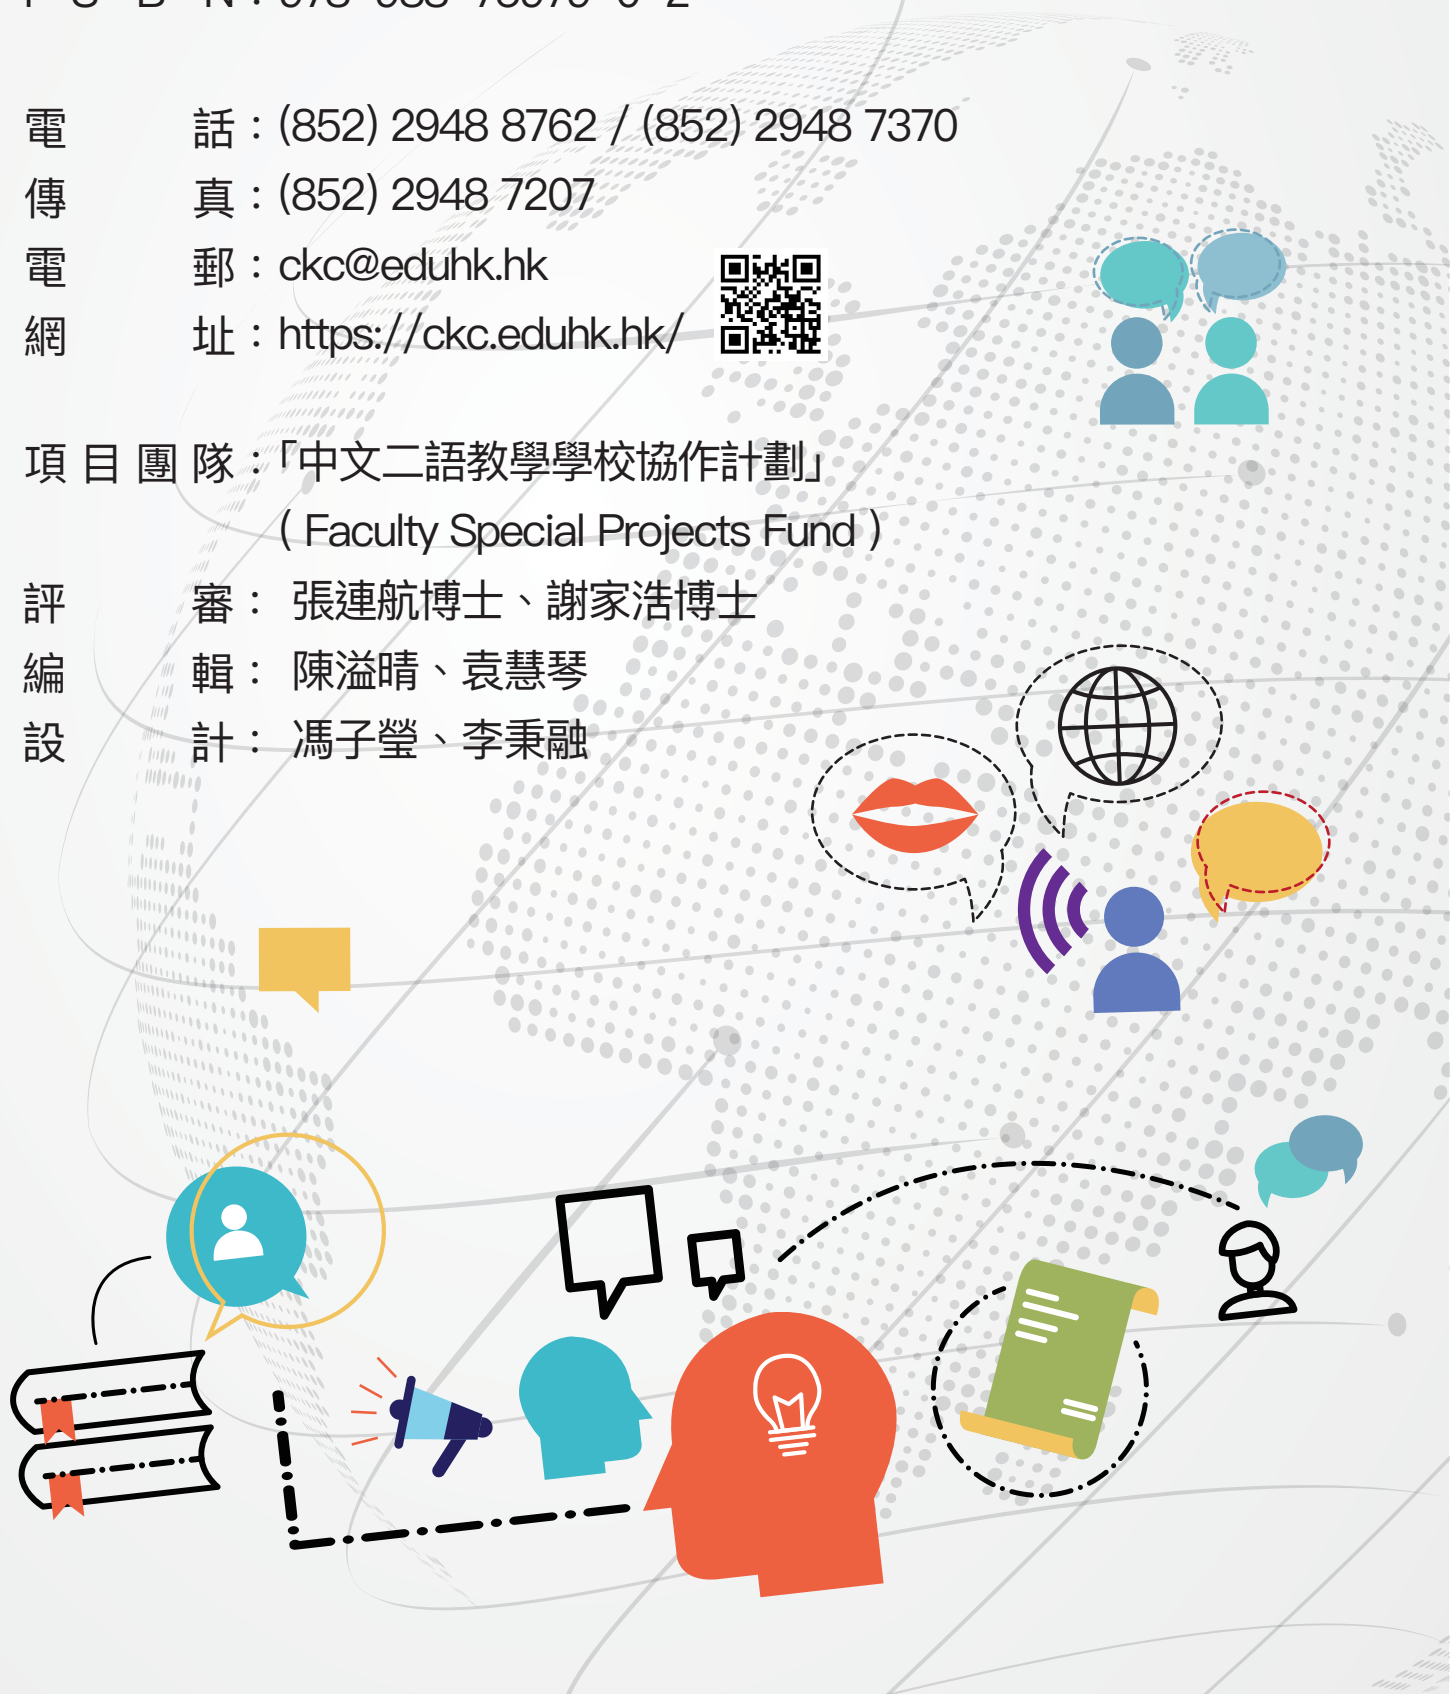 電話：(852) 2948 8762 / (852) 2948 7370
傳真：(852) 2948 7207
電郵：ckc@eduhk.hk
網址：https://ckc.eduhk.hk/
項目團隊：「中文二語教學學校協作計劃」
( Faculty Special Projects Fund )
評審： 張連航博士、謝家浩博士
編輯： 陳溢晴、袁慧琴
設計： 馮子瑩、李秉融